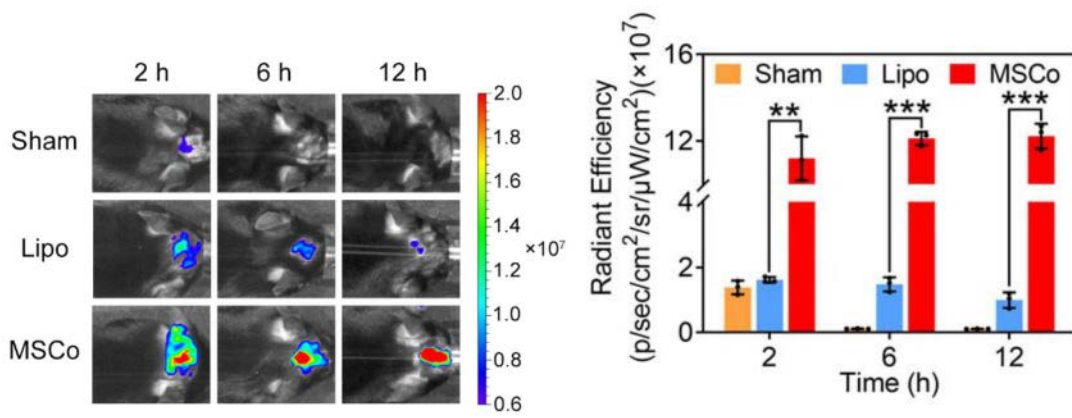 2 h 6 h 12 h
Sham
Lipo
MSCo
2.0
1.8
1.6
1.4
1.2
1.0
0.8
0.6
×10⁷
Radiant Efficiency
(p/sec/cm²/sr/μW/cm²)(×10⁷)
16
12
4
2
0
Sham Lipo MSCo
** *** ***
2 6 12
Time (h)